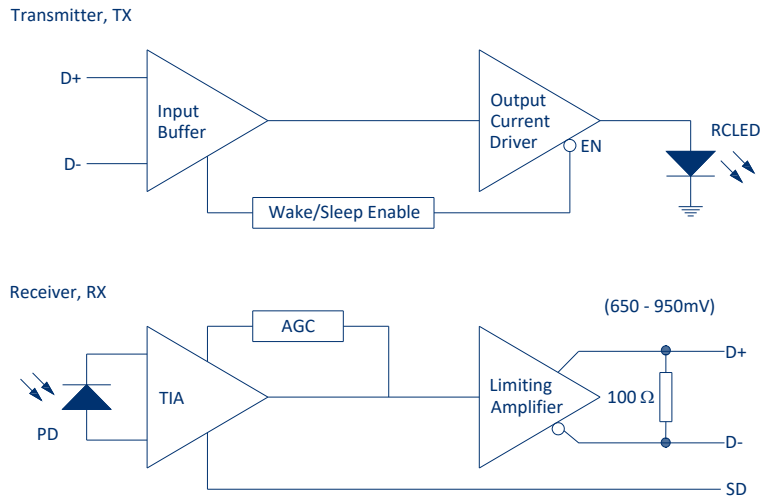 Transmitter, TX
D+
D-
Input
Buffer
Output
Current
Driver
EN
RCLED
Wake/Sleep Enable
Receiver, RX
(650 - 950mV)
AGC
TIA
PD
Limiting
Amplifier
100 Ω
D+
D-
SD